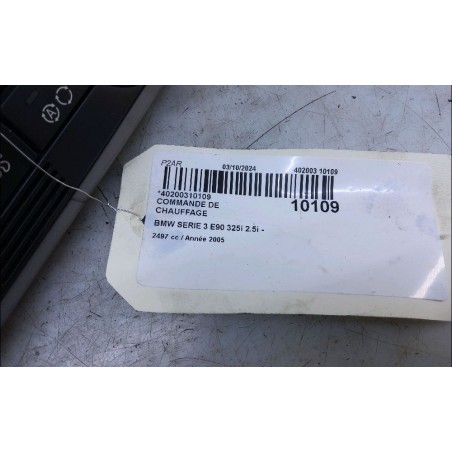 P2AR 03/10/2024 402003 10109
*40200310109
COMMANDE DE 10109
CHAUFFAGE
BMW SERIE 3 E90 325i 2.5i -
2497 cc / Année 2005
A